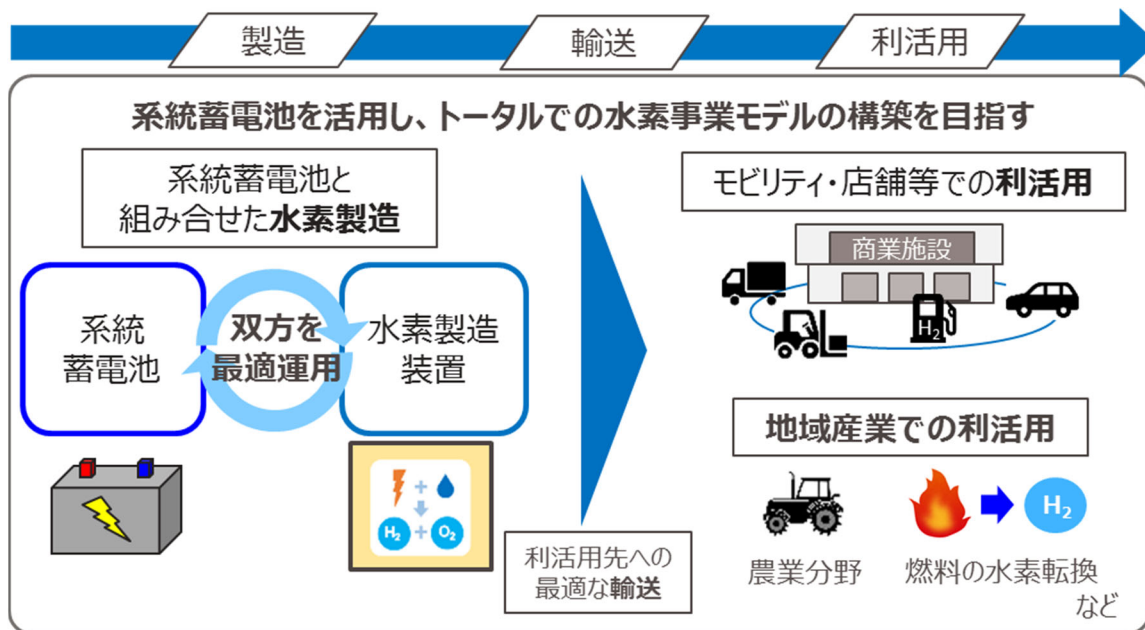 製造
輸送
利活用
系統蓄電池を活用し、トータルでの水素事業モデルの構築を目指す
系統蓄電池と
組み合せた水素製造
系統
蓄電池
双方を
最適運用
水素製造
装置
H₂ + O₂
利活用先への
最適な輸送
モビリティ・店舗等での利活用
商業施設
H₂
地域産業での利活用
H₂
農業分野
燃料の水素転換
など